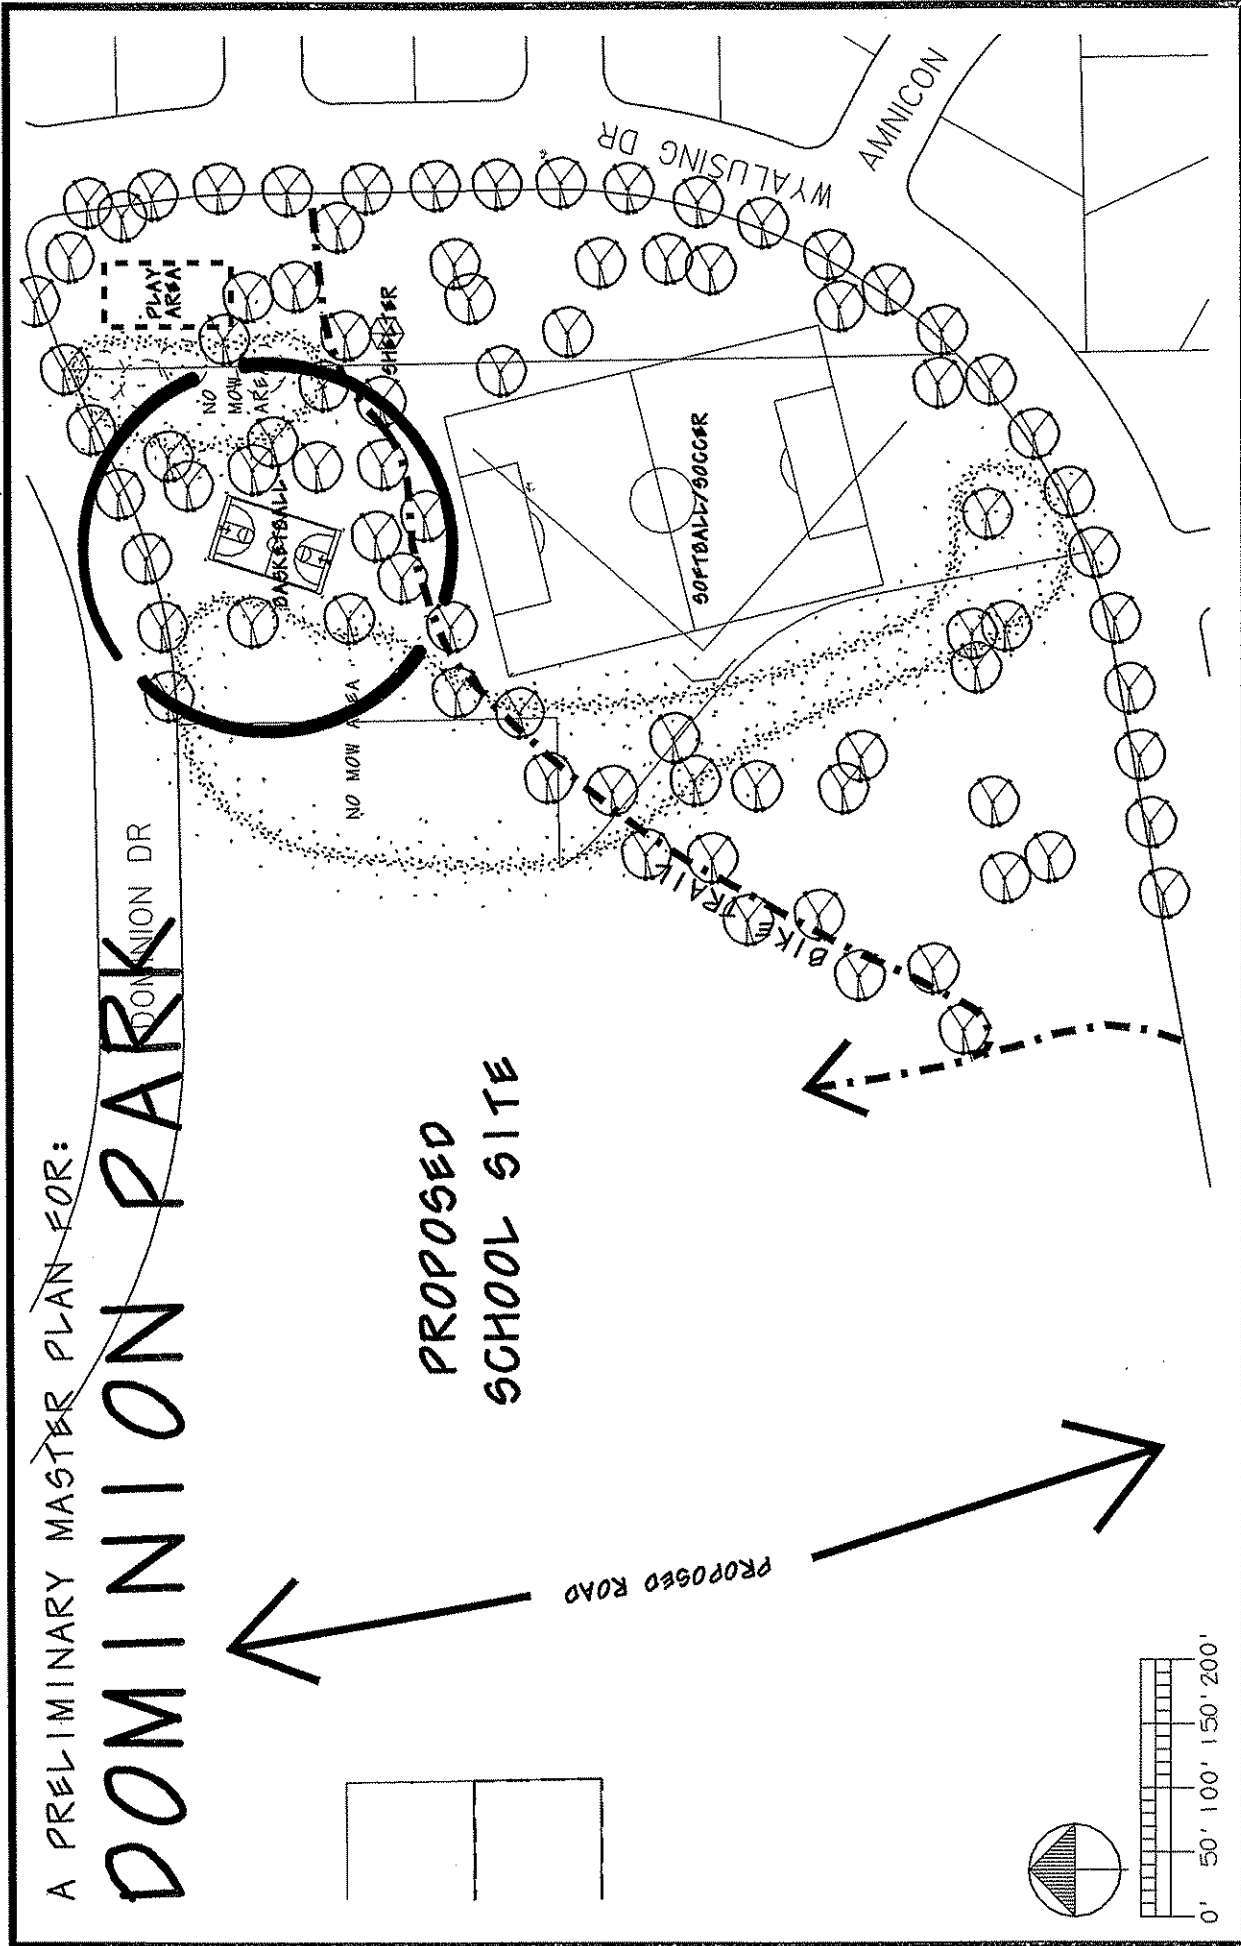 A PRELIMINARY MASTER PLAN FOR:
DOMINION PARK
DOMINION DR
PLAY
AREA
NO
MOW
ARE
SHELTER
BASKETBALL
NO MOW AREA
SOFTBALL/SOCCER
WYALUSING DR
AMNICON
BIKE TRAIL
PROPOSED
SCHOOL SITE
PROPOSED ROAD
0' 50' 100' 150' 200'